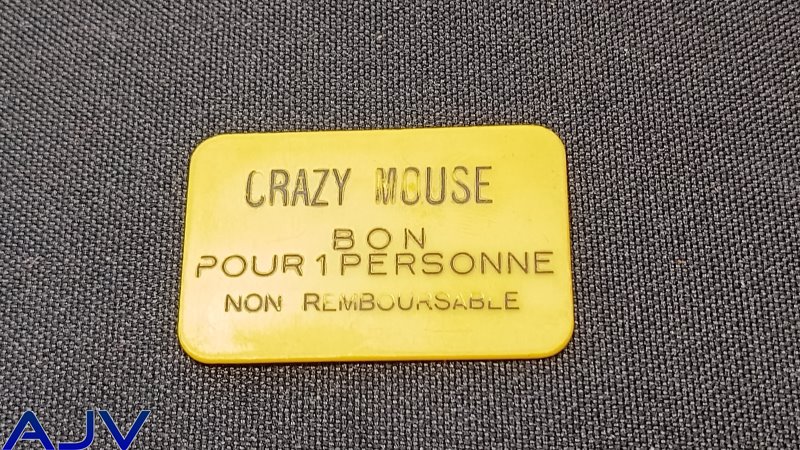 CRAZY MOUSE
BON
POUR 1 PERSONNE
NON REMBOURSABLE
AJV